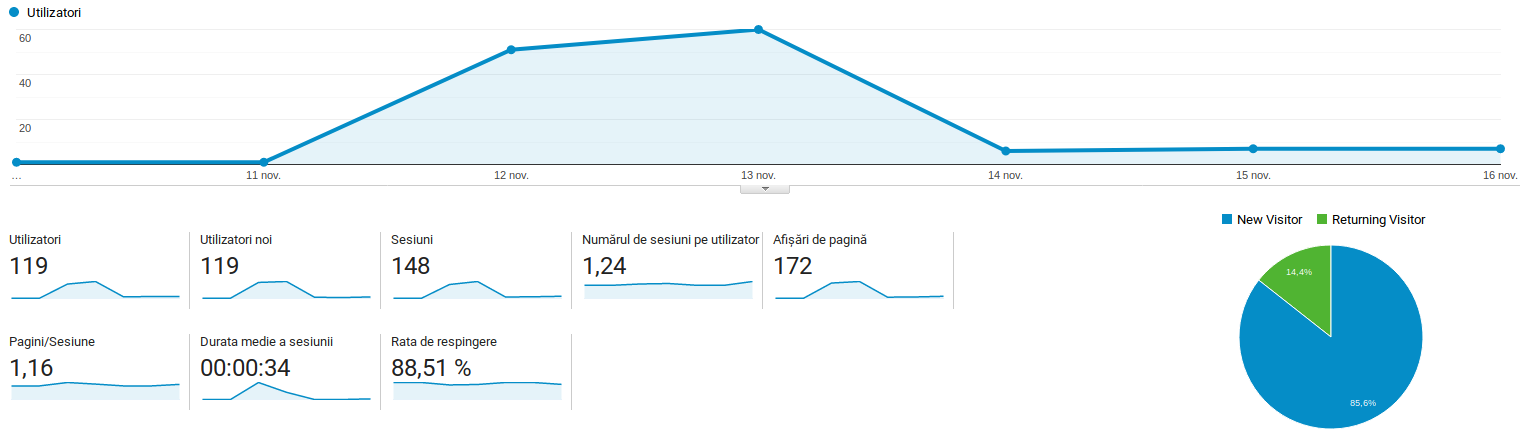 Utilizatori
60
40
20
... 11 nov. 12 nov. 13 nov. 14 nov. 15 nov. 16 nov.
New Visitor Returning Visitor
Utilizatori Utilizatori noi Sesiuni Numărul de sesiuni pe utilizator Afișări de pagină
119 119 148 1,24 172
14,4%
Pagini/Sesiune Durata medie a sesiunii Rata de respingere
1,16 00:00:34 88,51 %
85,6%